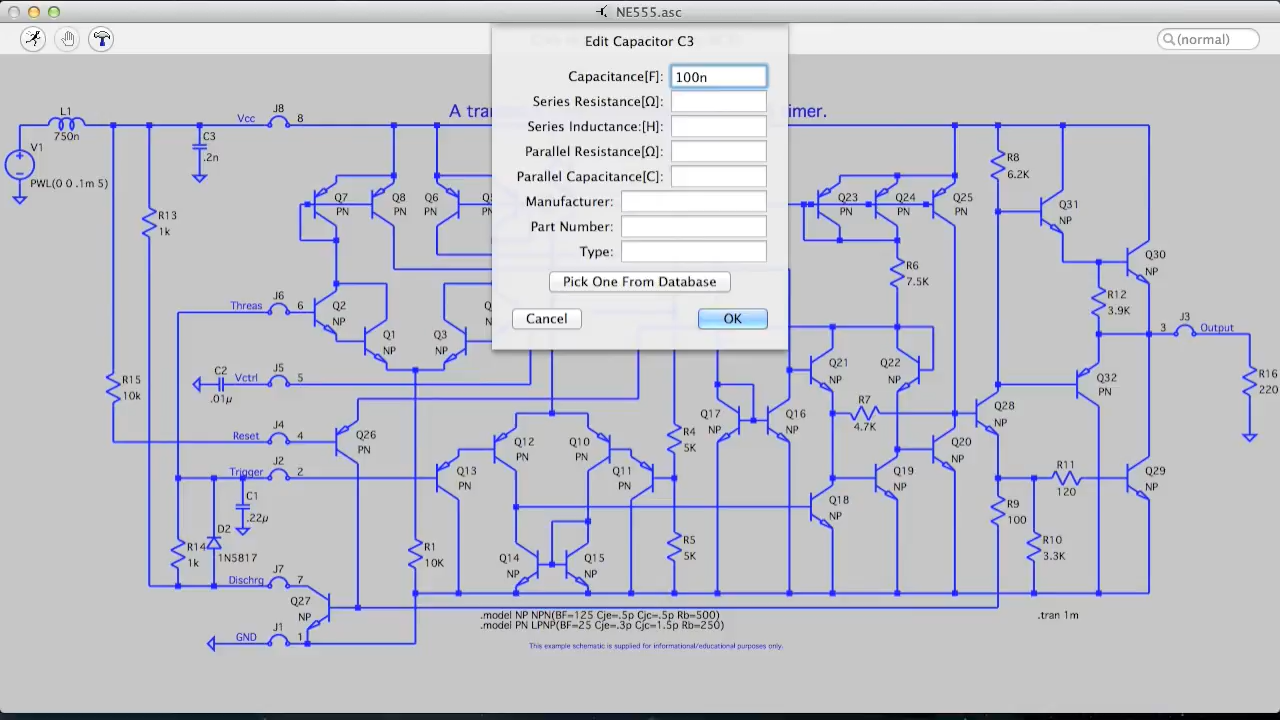 NE555.asc
(normal)
Edit Capacitor C3
Capacitance[F]: 100n
Series Resistance[Ω]:
Series Inductance:[H]:
Parallel Resistance[Ω]:
Parallel Capacitance[C]:
Manufacturer:
Part Number:
Type:
Pick One From Database
Cancel OK
L1
750n
V1
PWL(0 0 .1m 5)
Vcc
J8
8
C3
.2n
R13
1k
Q7
PN
Q8
PN
Q6
PN
Q23
PN
Q24
PN
Q25
PN
R8
6.2K
Q31
NP
Q30
NP
R6
7.5K
R12
3.9K
3
J3
Output
R16
220
Threas
J6
6
Q2
NP
Q1
NP
Q3
NP
Q21
NP
Q22
NP
Q32
PN
C2
.01µ
Vctrl
J5
5
R15
10k
Reset
J4
4
Q26
PN
Q12
PN
Q10
PN
Q13
PN
Q11
PN
R4
5K
Q17
NP
Q16
NP
R7
4.7K
Q28
NP
Q20
NP
Q19
NP
Q18
NP
R11
120
Q29
NP
R9
100
R10
3.3K
Trigger
J2
2
C1
.22µ
D2
1N5817
R14
1k
Dischrg
J7
7
Q27
NP
GND
J1
1
R1
10K
Q14
NP
Q15
NP
R5
5K
.model NP NPN(BF=125 Cje=.5p Cjc=.5p Rb=500)
.model PN LPNP(BF=25 Cje=.3p Cjc=1.5p Rb=250)
.tran 1m
This example schematic is supplied for informational/educational purposes only.